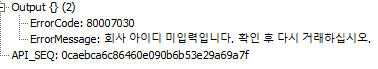 Output {} (2)
ErrorCode: 80007030
ErrorMessage: 회사 아이디 미입력입니다. 확인 후 다시 거래하십시오.
API_SEQ: 0caebca6c86460e090b6b53e29a69a7f